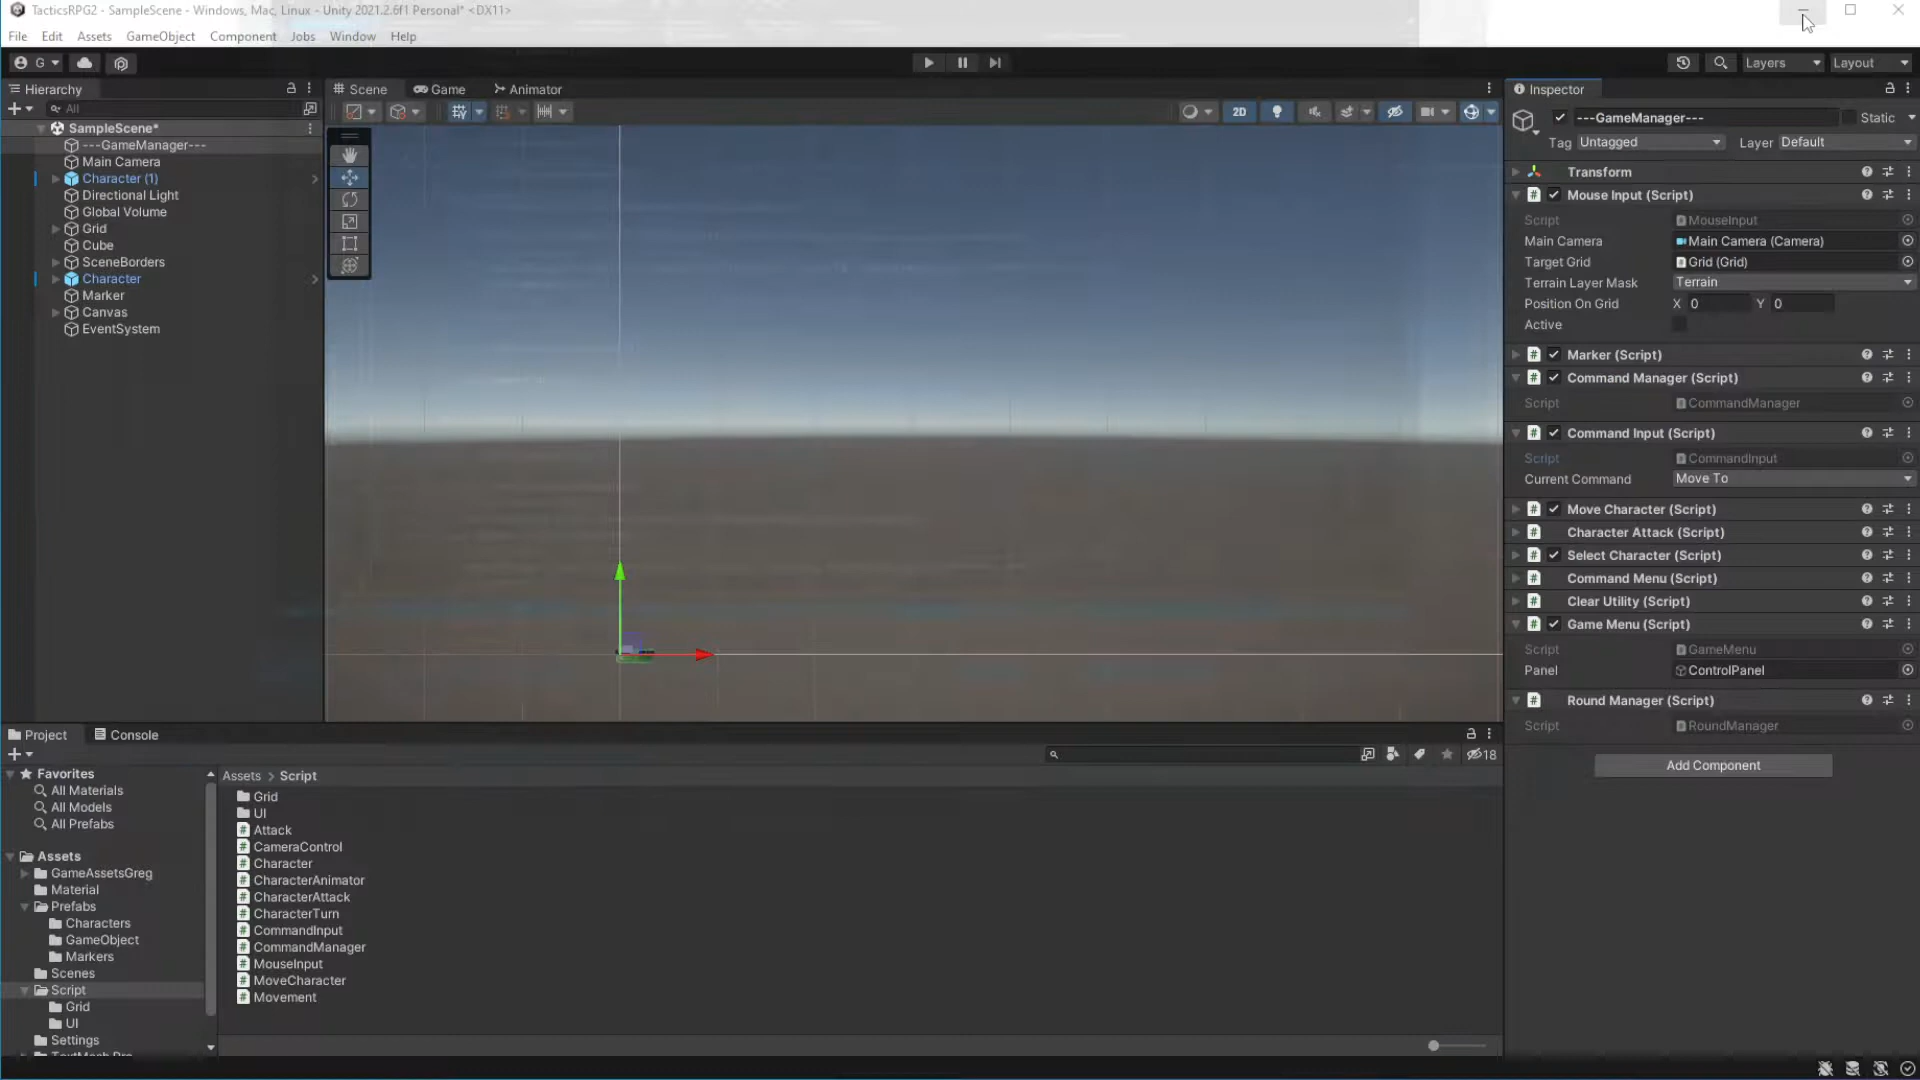 TacticsRPG2 - SampleScene - Windows, Mac, Linux - Unity 2021.2.6f1 Personal* <DX11>
File Edit Assets GameObject Component Jobs Window Help
G Layers Layout
Hierarchy
All
SampleScene*
---GameManager---
Main Camera
Character (1)
Directional Light
Global Volume
Grid
Cube
SceneBorders
Character
Marker
Canvas
EventSystem
Scene Game Animator
2D
Inspector
---GameManager--- Static
Tag Untagged Layer Default
Transform
Mouse Input (Script)
Script MouseInput
Main Camera Main Camera (Camera)
Target Grid Grid (Grid)
Terrain Layer Mask Terrain
Position On Grid X 0 Y 0
Active
Marker (Script)
Command Manager (Script)
Script CommandManager
Command Input (Script)
Script CommandInput
Current Command Move To
Move Character (Script)
Character Attack (Script)
Select Character (Script)
Command Menu (Script)
Clear Utility (Script)
Game Menu (Script)
Script GameMenu
Panel ControlPanel
Round Manager (Script)
Script RoundManager
Add Component
Project Console
18
Favorites
All Materials
All Models
All Prefabs
Assets
GameAssetsGreg
Material
Prefabs
Characters
GameObject
Markers
Scenes
Script
Grid
UI
Settings
Assets > Script
Grid
UI
Attack
CameraControl
Character
CharacterAnimator
CharacterAttack
CharacterTurn
CommandInput
CommandManager
MouseInput
MoveCharacter
Movement